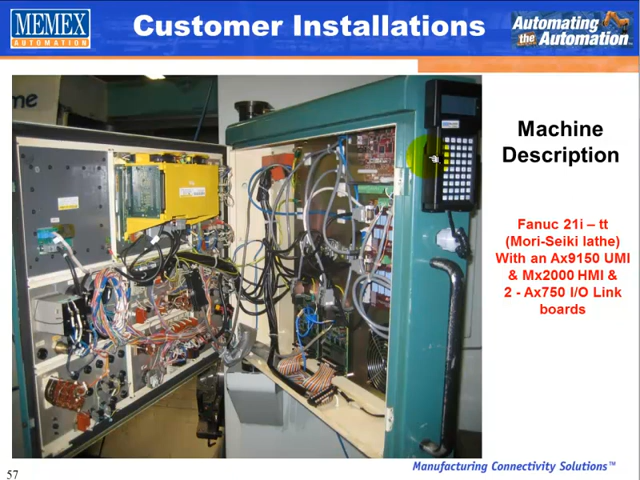 MEMEX
AUTOMATION
Customer Installations
Automating
the Automation
me
Machine
Description
Fanuc 21i – tt
(Mori-Seiki lathe)
With an Ax9150 UMI
& Mx2000 HMI &
2 - Ax750 I/O Link
boards
57
Manufacturing Connectivity Solutions™